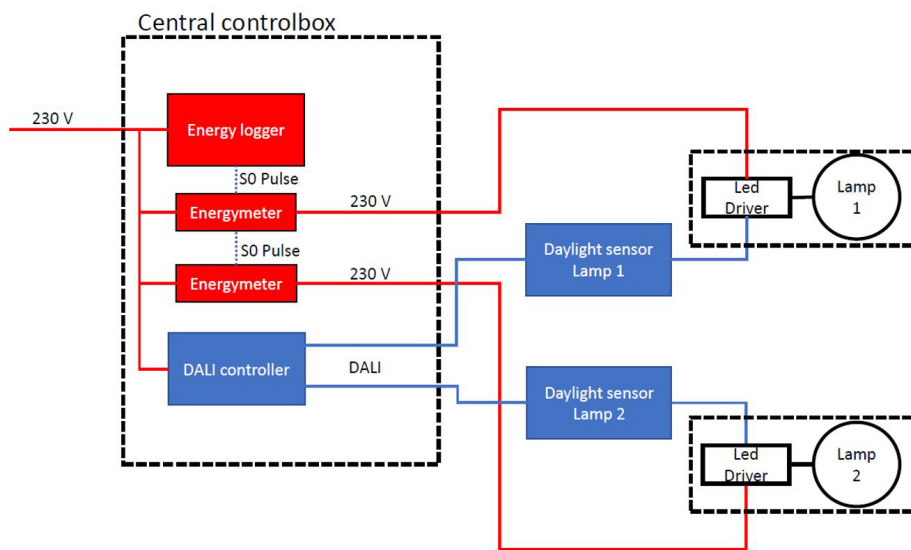 Central controlbox
230 V
Energy logger
S0 Pulse
Energymeter
230 V
S0 Pulse
Energymeter
230 V
DALI controller
DALI
Daylight sensor
Lamp 1
Daylight sensor
Lamp 2
Led
Driver
Lamp
1
Led
Driver
Lamp
2